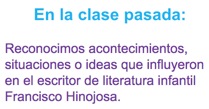 En la clase pasada:
Reconocimos acontecimientos,
situaciones o ideas que influyeron
en el escritor de literatura infantil
Francisco Hinojosa.